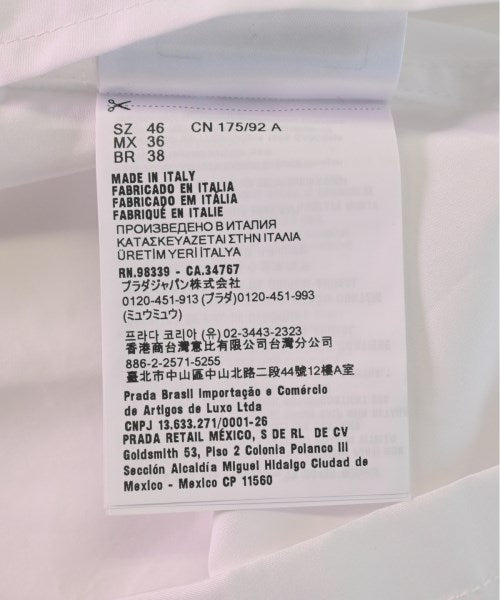 SZ 46 CN 175/92 A
MX 36
BR 38
MADE IN ITALY
FABRICADO EN ITALIA
FABRICADO EM ITÁLIA
FABRIQUÉ EN ITALIE
ПРОИЗВЕДЕНО В ИТАЛИЯ
ΚΑΤΑΣΚΕΥΑΖΕΤΑΙ ΣΤΗΝ ΙΤΑΛΙΑ
ÜRETİM YERİ İTALYA
RN.98339 - CA.34767
プラダジャパン株式会社
0120-451-913 (プラダ)0120-451-993
(ミュウミュウ)
프라다 코리아 (유) 02-3443-2323
香港商台灣意比有限公司台灣分公司
886-2-2571-5255
臺北市中山區中山北路二段44號12樓A室
Prada Brasil Importação e Comércio
de Artigos de Luxo Ltda
CNPJ 13.633.271/0001-26
PRADA RETAIL MÉXICO, S DE RL DE CV
Goldsmith 53, Piso 2 Colonia Polanco III
Sección Alcaldía Miguel Hidalgo Ciudad de
Mexico - Mexico CP 11560